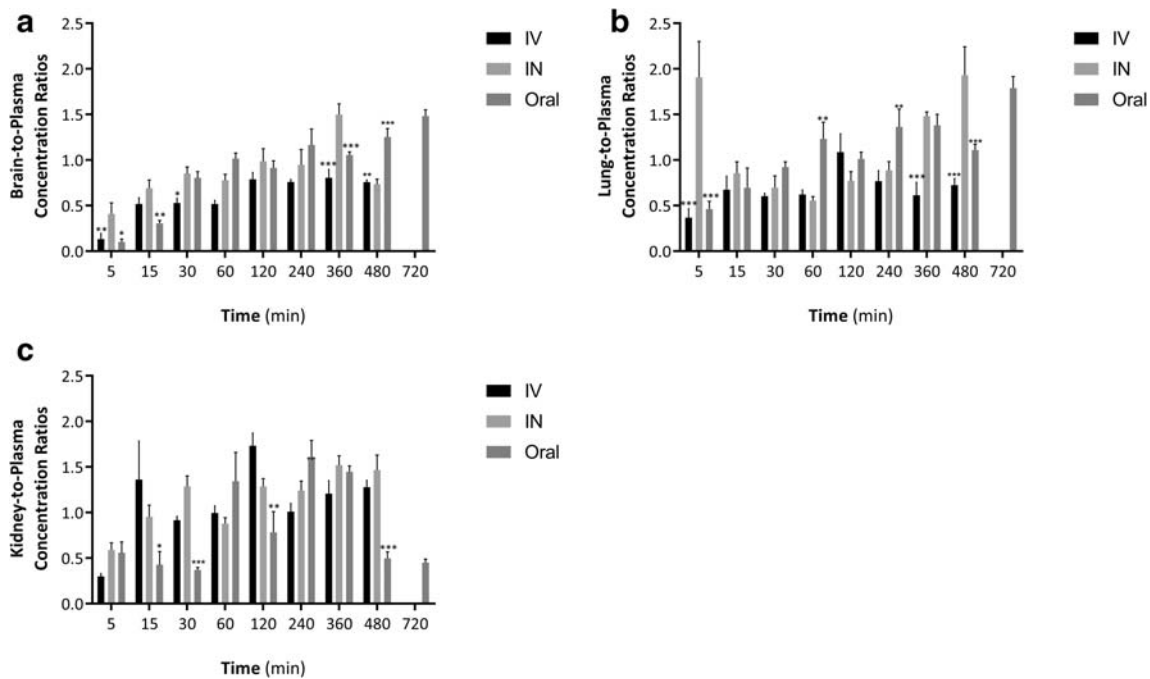 a
Brain-to-Plasma
Concentration Ratios
2.5
2.0
1.5
1.0
0.5
0.0
** * ** * *** *** ** ***
5 15 30 60 120 240 360 480 720
Time (min)
IV
IN
Oral
b
Lung-to-Plasma
Concentration Ratios
2.5
2.0
1.5
1.0
0.5
0.0
*** *** ** ** *** *** ***
5 15 30 60 120 240 360 480 720
Time (min)
IV
IN
Oral
c
Kidney-to-Plasma
Concentration Ratios
2.5
2.0
1.5
1.0
0.5
0.0
* *** ** ***
5 15 30 60 120 240 360 480 720
Time (min)
IV
IN
Oral